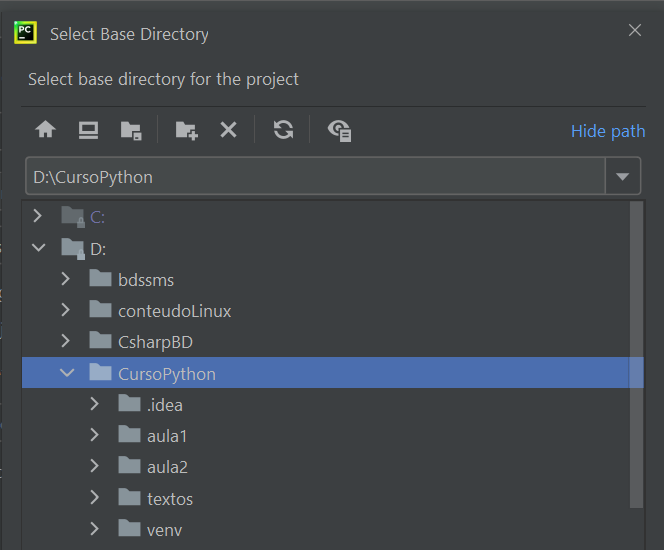 PC
Select Base Directory
Select base directory for the project
Hide path
D:\CursoPython
C:
D:
bdssms
conteudoLinux
CsharpBD
CursoPython
.idea
aula1
aula2
textos
venv